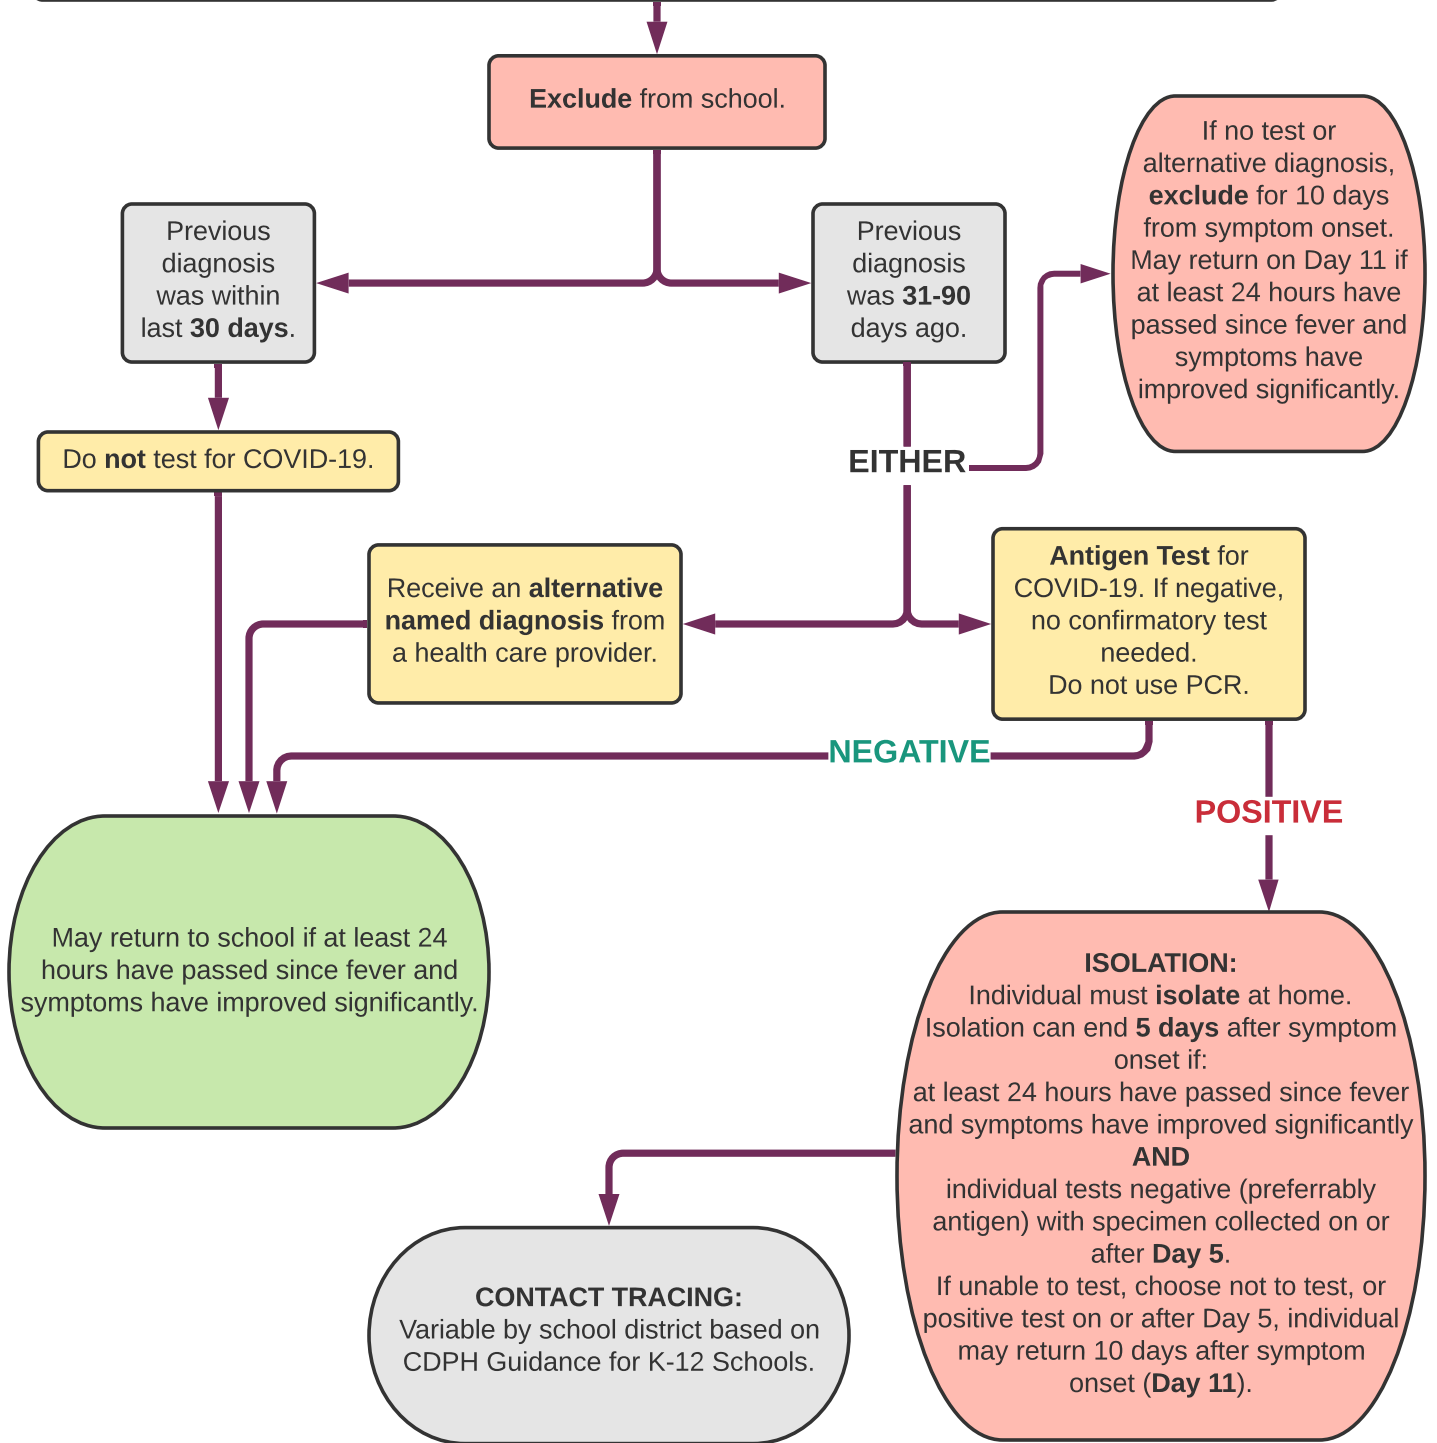 Exclude from school.
If no test or
alternative diagnosis,
exclude for 10 days
from symptom onset.
May return on Day 11 if
at least 24 hours have
passed since fever and
symptoms have
improved significantly.
Previous
diagnosis
was within
last 30 days.
Previous
diagnosis
was 31-90
days ago.
Do not test for COVID-19.
EITHER
Receive an alternative
named diagnosis from
a health care provider.
Antigen Test for
COVID-19. If negative,
no confirmatory test
needed.
Do not use PCR.
NEGATIVE
POSITIVE
May return to school if at least 24
hours have passed since fever and
symptoms have improved significantly.
ISOLATION:
Individual must isolate at home.
Isolation can end 5 days after symptom
onset if:
at least 24 hours have passed since fever
and symptoms have improved significantly
AND
individual tests negative (preferrably
antigen) with specimen collected on or
after Day 5.
If unable to test, choose not to test, or
positive test on or after Day 5, individual
may return 10 days after symptom
onset (Day 11).
CONTACT TRACING:
Variable by school district based on
CDPH Guidance for K-12 Schools.